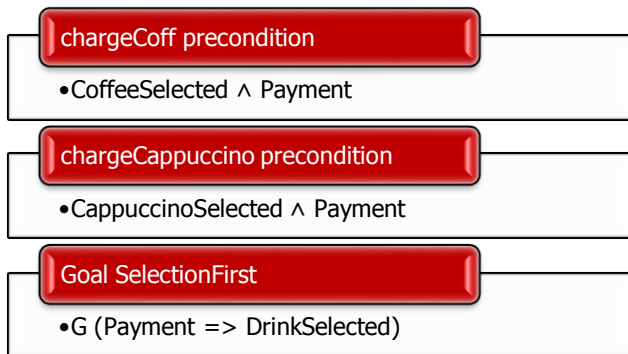 chargeCoff precondition
•CoffeeSelected ∧ Payment
chargeCappuccino precondition
•CappuccinoSelected ∧ Payment
Goal SelectionFirst
•G (Payment => DrinkSelected)